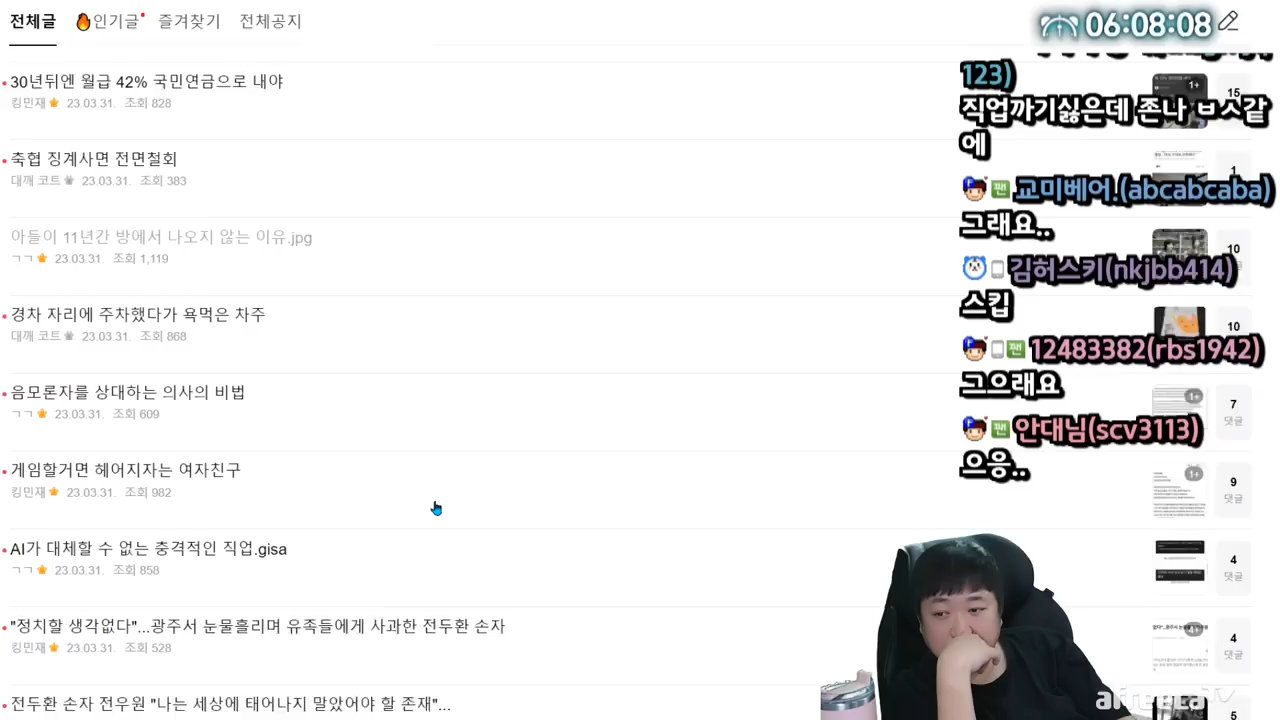 전체글 인기글 즐겨찾기 전체공지
06:08:08
30년뒤엔 월급 42% 국민연금으로 내야
킹민재 23.03.31. 조회 828
1+
15
축협 징계사면 전면철회
대깨 코트 23.03.31. 조회 383
1
아들이 11년간 방에서 나오지 않는 이유.jpg
ㄱㄱ 23.03.31. 조회 1,119
10
경차 자리에 주차했다가 욕먹은 차주
대깨 코트 23.03.31. 조회 868
10
음모론자를 상대하는 의사의 비법
ㄱㄱ 23.03.31. 조회 609
1+
7
댓글
게임할거면 헤어지자는 여자친구
킹민재 23.03.31. 조회 982
1+
9
댓글
AI가 대체할 수 없는 충격적인 직업.gisa
ㄱㄱ 23.03.31. 조회 858
4
댓글
"정치할 생각없다"...광주서 눈물흘리며 유족들에게 사과한 전두환 손자
킹민재 23.03.31. 조회 528
4+
4
댓글
전두환 손자 전우원 "나는 세상에 태어나지 말았어야 할 존재"...
5
123)
직업까기싫은데 존나 ㅂㅅ같
에
교미베어.(abcabcaba)
그래요..
김허스키(nkjbb414)
스킵
12483382(rbs1942)
그으래요
안대님(scv3113)
으응..
afreecaTV